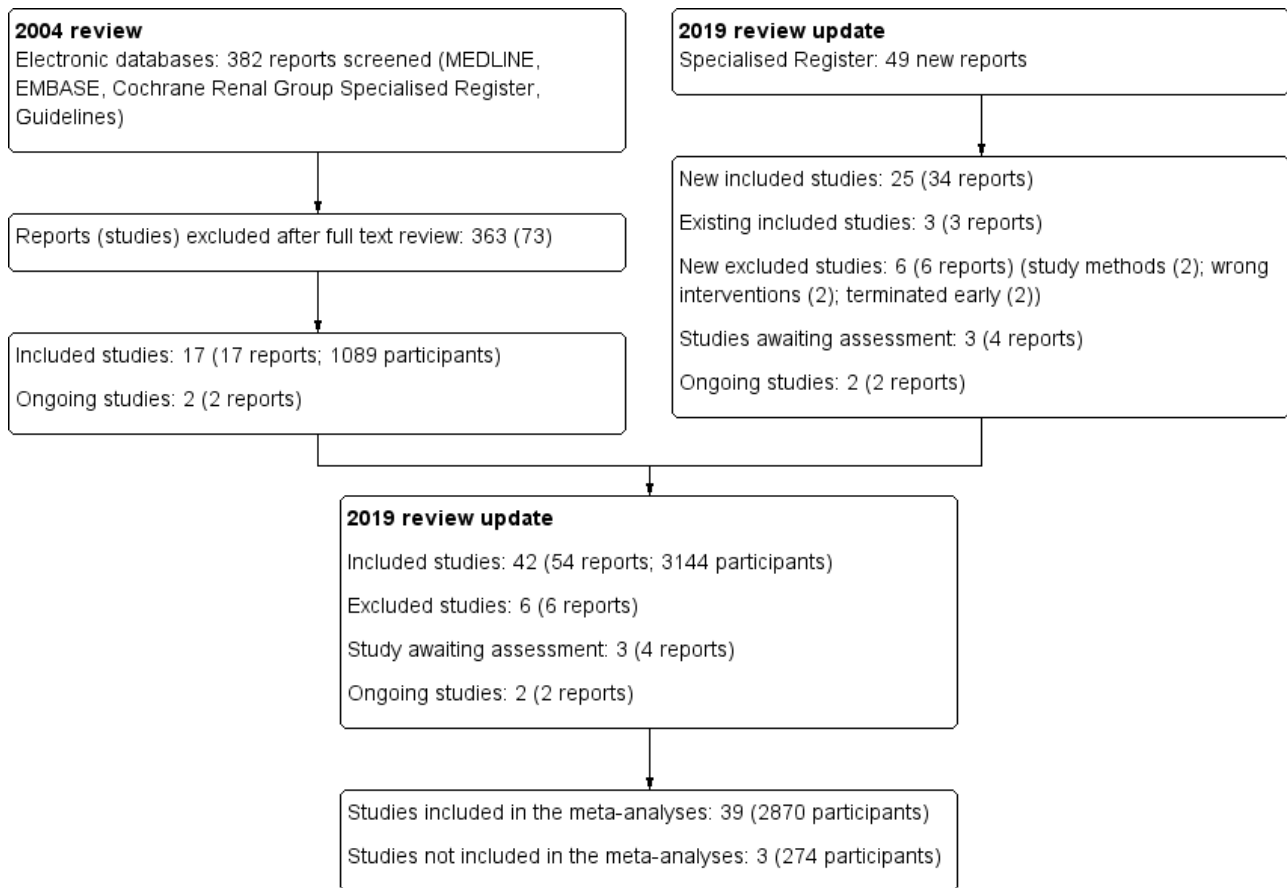 2004 review
Electronic databases: 382 reports screened (MEDLINE,
EMBASE, Cochrane Renal Group Specialised Register,
Guidelines)
2019 review update
Specialised Register: 49 new reports
Reports (studies) excluded after full text review: 363 (73)
New included studies: 25 (34 reports)
Existing included studies: 3 (3 reports)
New excluded studies: 6 (6 reports) (study methods (2); wrong
interventions (2); terminated early (2))
Studies awaiting assessment: 3 (4 reports)
Ongoing studies: 2 (2 reports)
Included studies: 17 (17 reports; 1089 participants)
Ongoing studies: 2 (2 reports)
2019 review update
Included studies: 42 (54 reports; 3144 participants)
Excluded studies: 6 (6 reports)
Study awaiting assessment: 3 (4 reports)
Ongoing studies: 2 (2 reports)
Studies included in the meta-analyses: 39 (2870 participants)
Studies not included in the meta-analyses: 3 (274 participants)